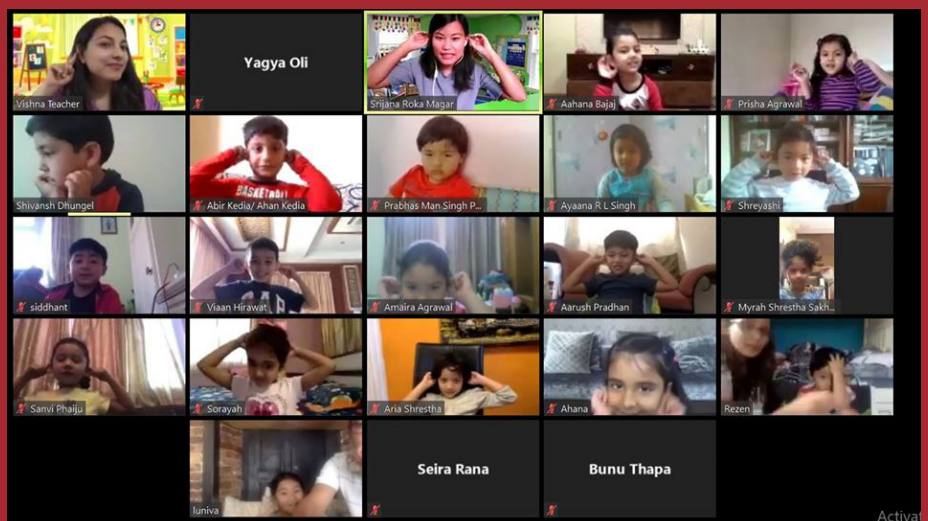 Vishna Teacher
Yagya Oli
Srijana Roka Magar
Aahana Bajaj
Prisha Agrawal
Shivansh Dhungel
Abir Kedia/ Ahan Kedia
Prabhas Man Singh P...
Ayaana R L Singh
Shreyashi
siddhant
Viaan Hirawat
Amaira Agrawal
Aarush Pradhan
Myrah Shrestha Sakh...
Sanvi Phaiju
Sorayah
Aria Shrestha
Ahana
Rezen
luniva
Seira Rana
Bunu Thapa
Activat